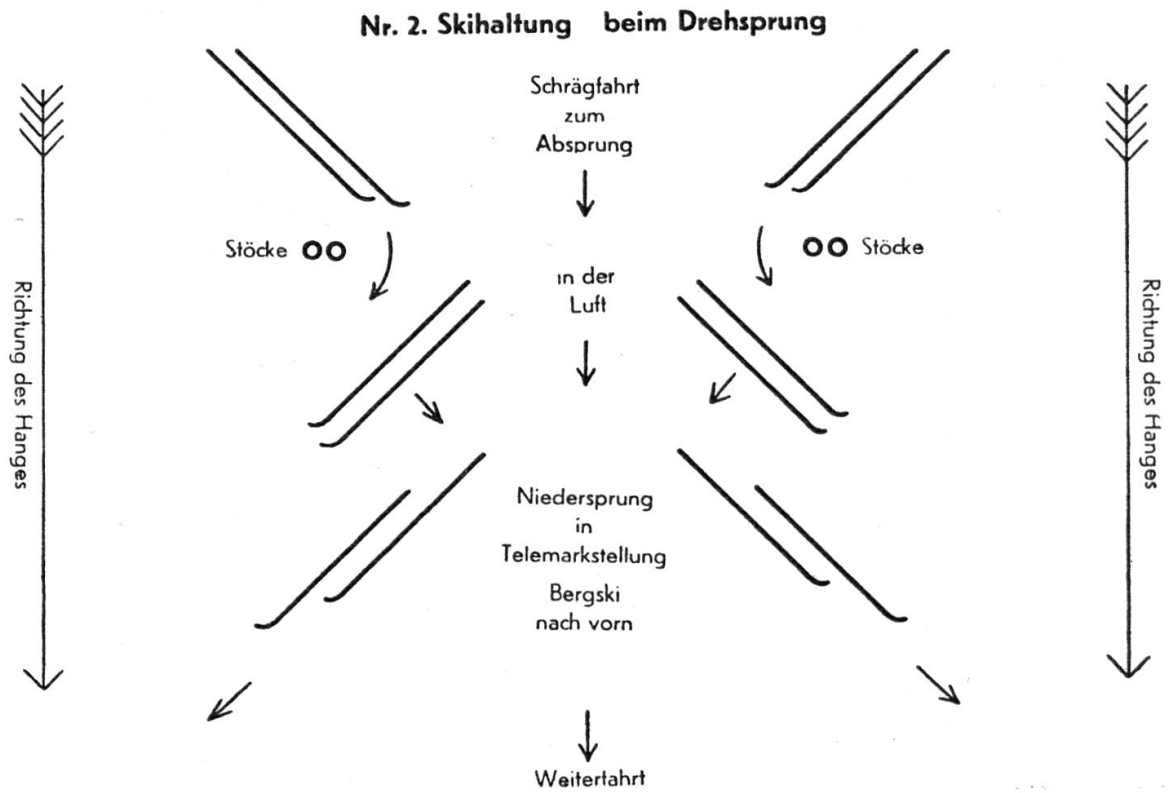 Nr. 2. Skihaltung beim Drehsprung
Schrägfahrt
zum
Absprung
Stöcke
Stöcke
in der
Luft
Richtung des Hanges
Richtung des Hanges
Niedersprung
in
Telemarkstellung
Bergski
nach vorn
Weiterfahrt